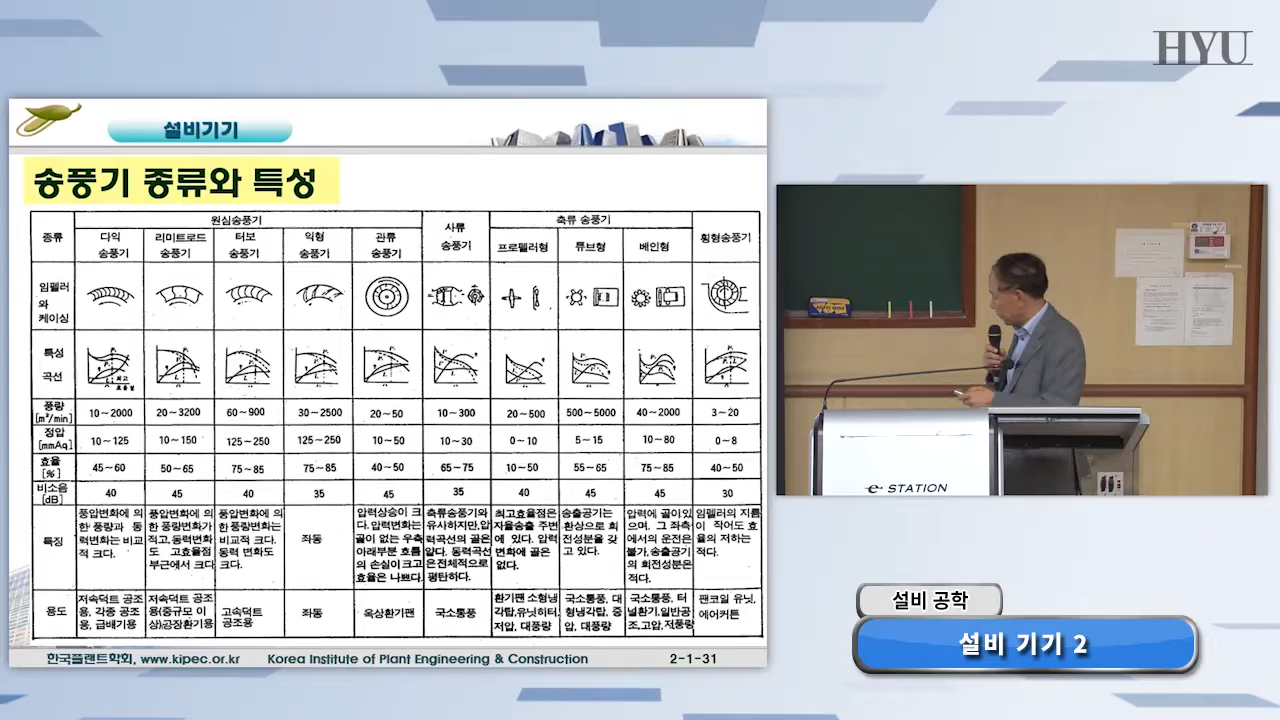 HYU
설비기기
송풍기 종류와 특성
종류
원심송풍기
사류
송풍기
축류 송풍기
횡형송풍기
다익
송풍기
리미트로드
송풍기
터보
송풍기
익형
송풍기
관류
송풍기
프로펠러형
튜브형
베인형
임펠러
와
케이싱
특성
곡선
풍량
[m³/min]
10~2000
20~3200
60~900
30~2500
20~50
10~300
20~500
500~5000
40~2000
3~20
정압
[mmAq]
10~125
10~150
125~250
125~250
10~50
10~30
0~10
5~15
10~80
0~8
효율
[%]
45~60
50~65
75~85
75~85
40~50
65~75
10~50
55~65
75~85
40~50
비소음
[dB]
40
45
40
35
45
35
40
45
45
30
특징
풍압변화에 의
한 풍량과 동
력변화는 비교
적 크다.
풍압변화에 의
한 풍량변화가
적고, 동력변화
도 고효율점
부근에서 크다
풍압변화에 의
한 풍량변화는
비교적 크다.
동력 변화도
크다.
좌동
압력상승이 크
다. 압력변화는
골이 없는 우측
아래부분 흐름
의 손실이 크고
효율은 나쁘다.
축류송풍기와
유사하지만,압
력곡선의 골은
얕다. 동력곡선
은전체적으로
평탄하다.
최고효율점은
자율송출 주변
에 있다. 압력
변화에 골은
없다.
송출공기는
환상으로 회
전성분을 갖
고 있다.
압력에 골이있
으며, 그 좌측
에서의 운전은
불가, 송출공기
의 회전성분은
적다.
임펠러의 지름
이 작어도 효
율의 저하는
적다.
용도
저속덕트 공조
용, 각종 공조
용, 급배기용
저속덕트 공조
용(중규모 이
상)공장환기용
고속덕트
공조용
좌동
옥상환기팬
국소통풍
환기팬 소형냉
각탑,유닛히터,
저압, 대풍량
국소통풍, 대
형냉각탑, 중
압, 대풍량
국소통풍, 터
널환기,일반공
조,고압,저풍량
팬코일 유닛,
에어커튼
한국플랜트학회, www.kipec.or.kr Korea Institute of Plant Engineering & Construction 2-1-31
e-STATION
설비 공학
설비 기기 2